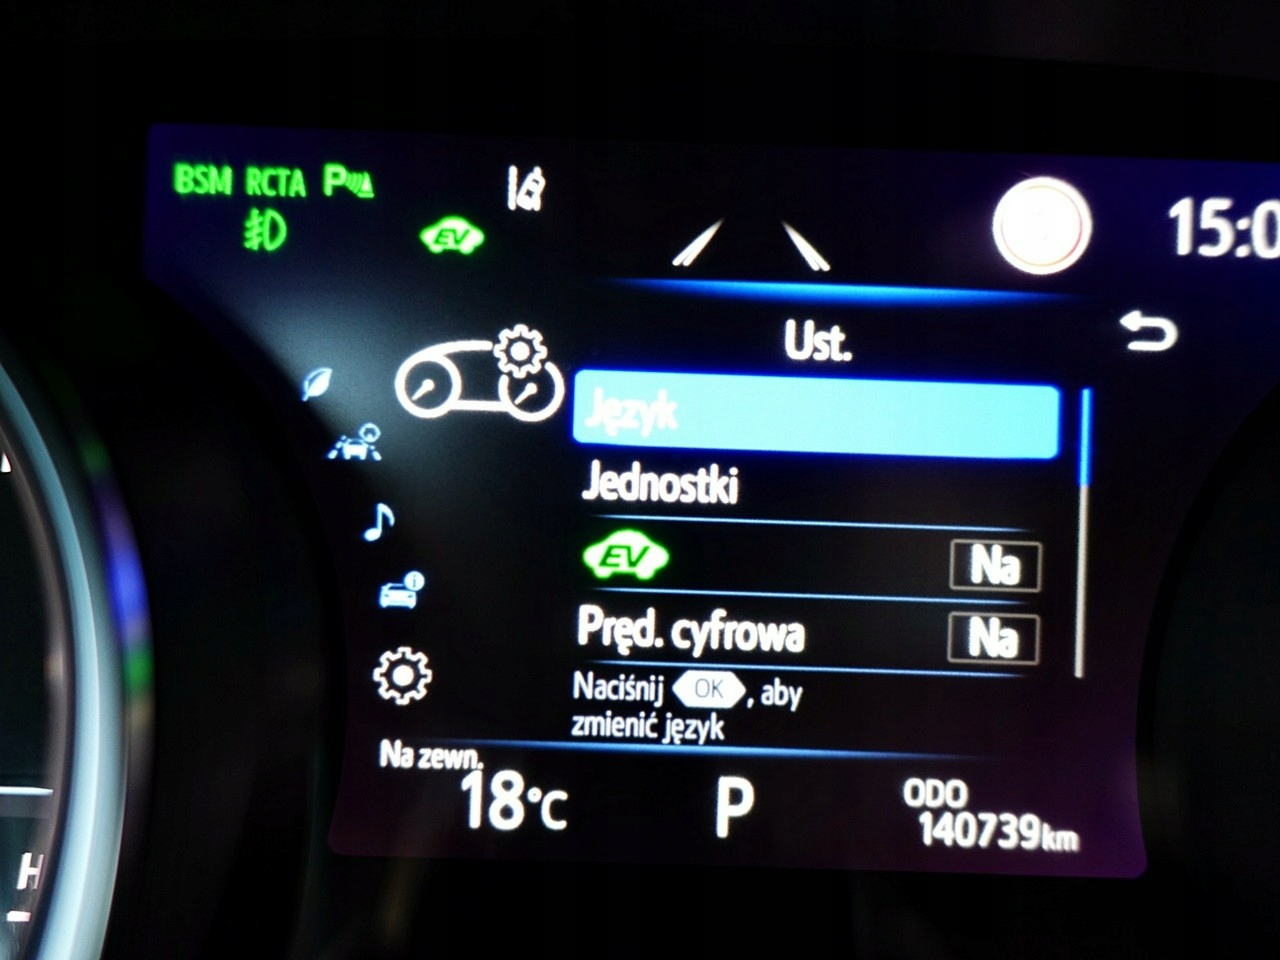 BSM RCTA P
EV
15:0
Ust.
Język
Jednostki
EV Na
Pręd. cyfrowa Na
Naciśnij OK, aby
zmienić język
Na zewn.
18°C P ODO
140739km
H